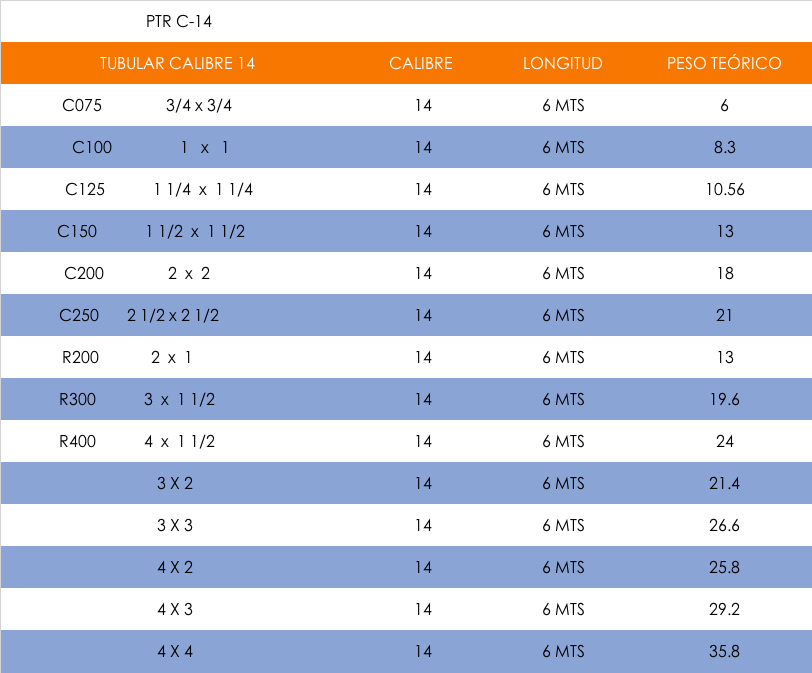 PTR C-14
TUBULAR CALIBRE 14 CALIBRE LONGITUD PESO TEÓRICO
C075 3/4 x 3/4 14 6 MTS 6
C100 1 x 1 14 6 MTS 8.3
C125 1 1/4 x 1 1/4 14 6 MTS 10.56
C150 1 1/2 x 1 1/2 14 6 MTS 13
C200 2 x 2 14 6 MTS 18
C250 2 1/2 x 2 1/2 14 6 MTS 21
R200 2 x 1 14 6 MTS 13
R300 3 x 1 1/2 14 6 MTS 19.6
R400 4 x 1 1/2 14 6 MTS 24
3 X 2 14 6 MTS 21.4
3 X 3 14 6 MTS 26.6
4 X 2 14 6 MTS 25.8
4 X 3 14 6 MTS 29.2
4 X 4 14 6 MTS 35.8